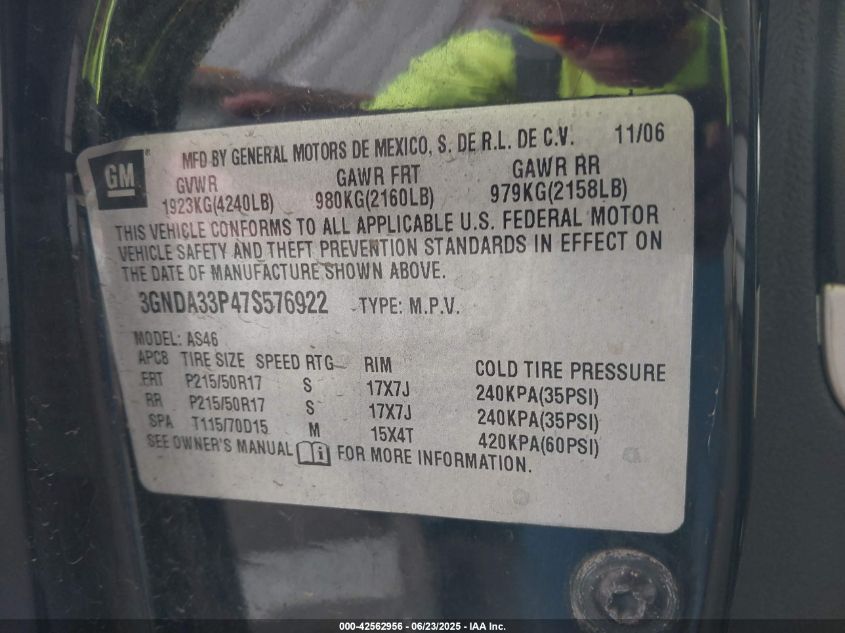 MFD BY GENERAL MOTORS DE MEXICO, S. DE R.L. DE C.V. 11/06
GM
GVWR GAWR FRT GAWR RR
1923KG(4240LB) 980KG(2160LB) 979KG(2158LB)
THIS VEHICLE CONFORMS TO ALL APPLICABLE U.S. FEDERAL MOTOR
VEHICLE SAFETY AND THEFT PREVENTION STANDARDS IN EFFECT ON
THE DATE OF MANUFACTURE SHOWN ABOVE.
3GNDA33P47S576922 TYPE: M.P.V.
MODEL: AS46
APC8 TIRE SIZE SPEED RTG RIM COLD TIRE PRESSURE
FRT P215/50R17 S 17X7J 240KPA(35PSI)
RR P215/50R17 S 17X7J 240KPA(35PSI)
SPA T115/70D15 M 15X4T 420KPA(60PSI)
SEE OWNER'S MANUAL i FOR MORE INFORMATION.
000-42562956 - 06/23/2025 - IAA Inc.